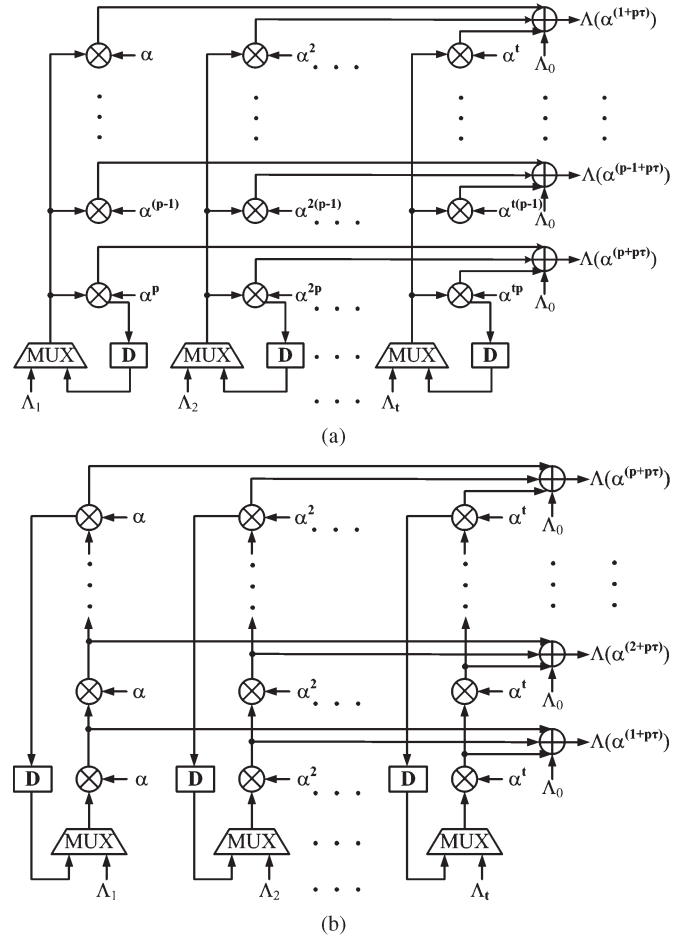 Λ(α^(1+pτ))
α α² . . . αᵗ Λ₀
α^(p-1) α^2(p-1) . . . α^t(p-1) Λ(α^(p-1+pτ))
Λ₀
α^p α^2p . . . α^tp Λ(α^(p+pτ))
Λ₀
D D . . . D
MUX MUX MUX
Λ₁ Λ₂ . . . Λₜ
(a)
Λ(α^(p+pτ))
α α² . . . αᵗ Λ₀
Λ(α^(2+pτ))
α α² . . . αᵗ Λ₀
Λ(α^(1+pτ))
D α D α² . . . D αᵗ Λ₀
MUX MUX . . . MUX
Λ₁ Λ₂ . . . Λₜ
(b)